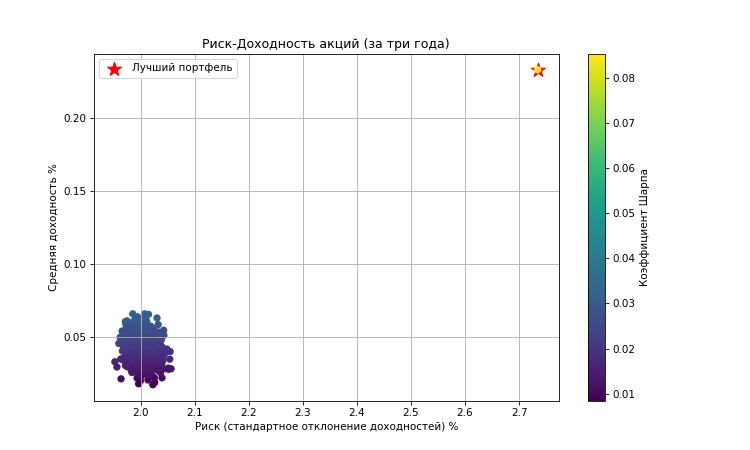 Риск-Доходность акций (за три года)
Лучший портфель
Средняя доходность %
0.20
0.15
0.10
0.05
2.0 2.1 2.2 2.3 2.4 2.5 2.6 2.7
Риск (стандартное отклонение доходностей) %
0.08
0.07
0.06
0.05
0.04
0.03
0.02
0.01
Коэффициент Шарпа